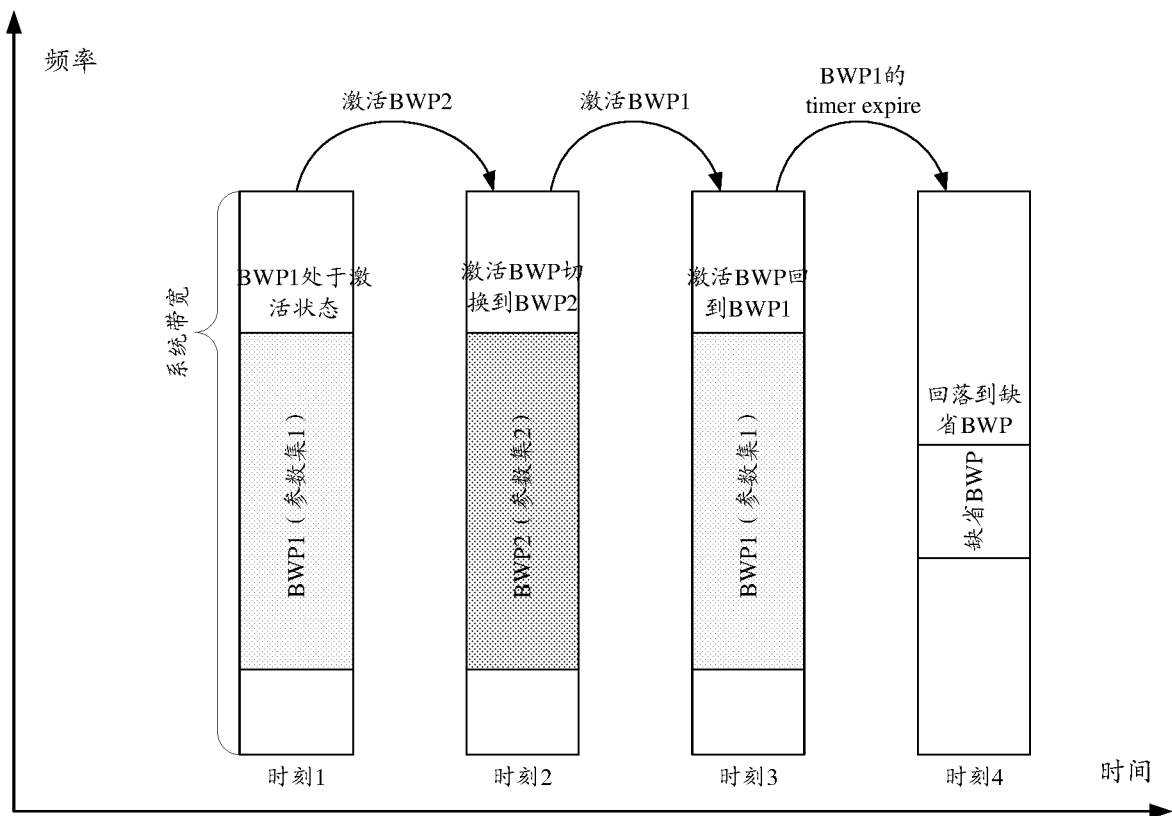 频率
激活BWP2
激活BWP1
BWP1的
timer expire
系统带宽
BWP1处于激
活状态
激活BWP切
换到BWP2
激活BWP回
到BWP1
回落到缺
省BWP
BWP1（参数集1）
BWP2（参数集2）
BWP1（参数集1）
缺省BWP
时刻1
时刻2
时刻3
时刻4
时间